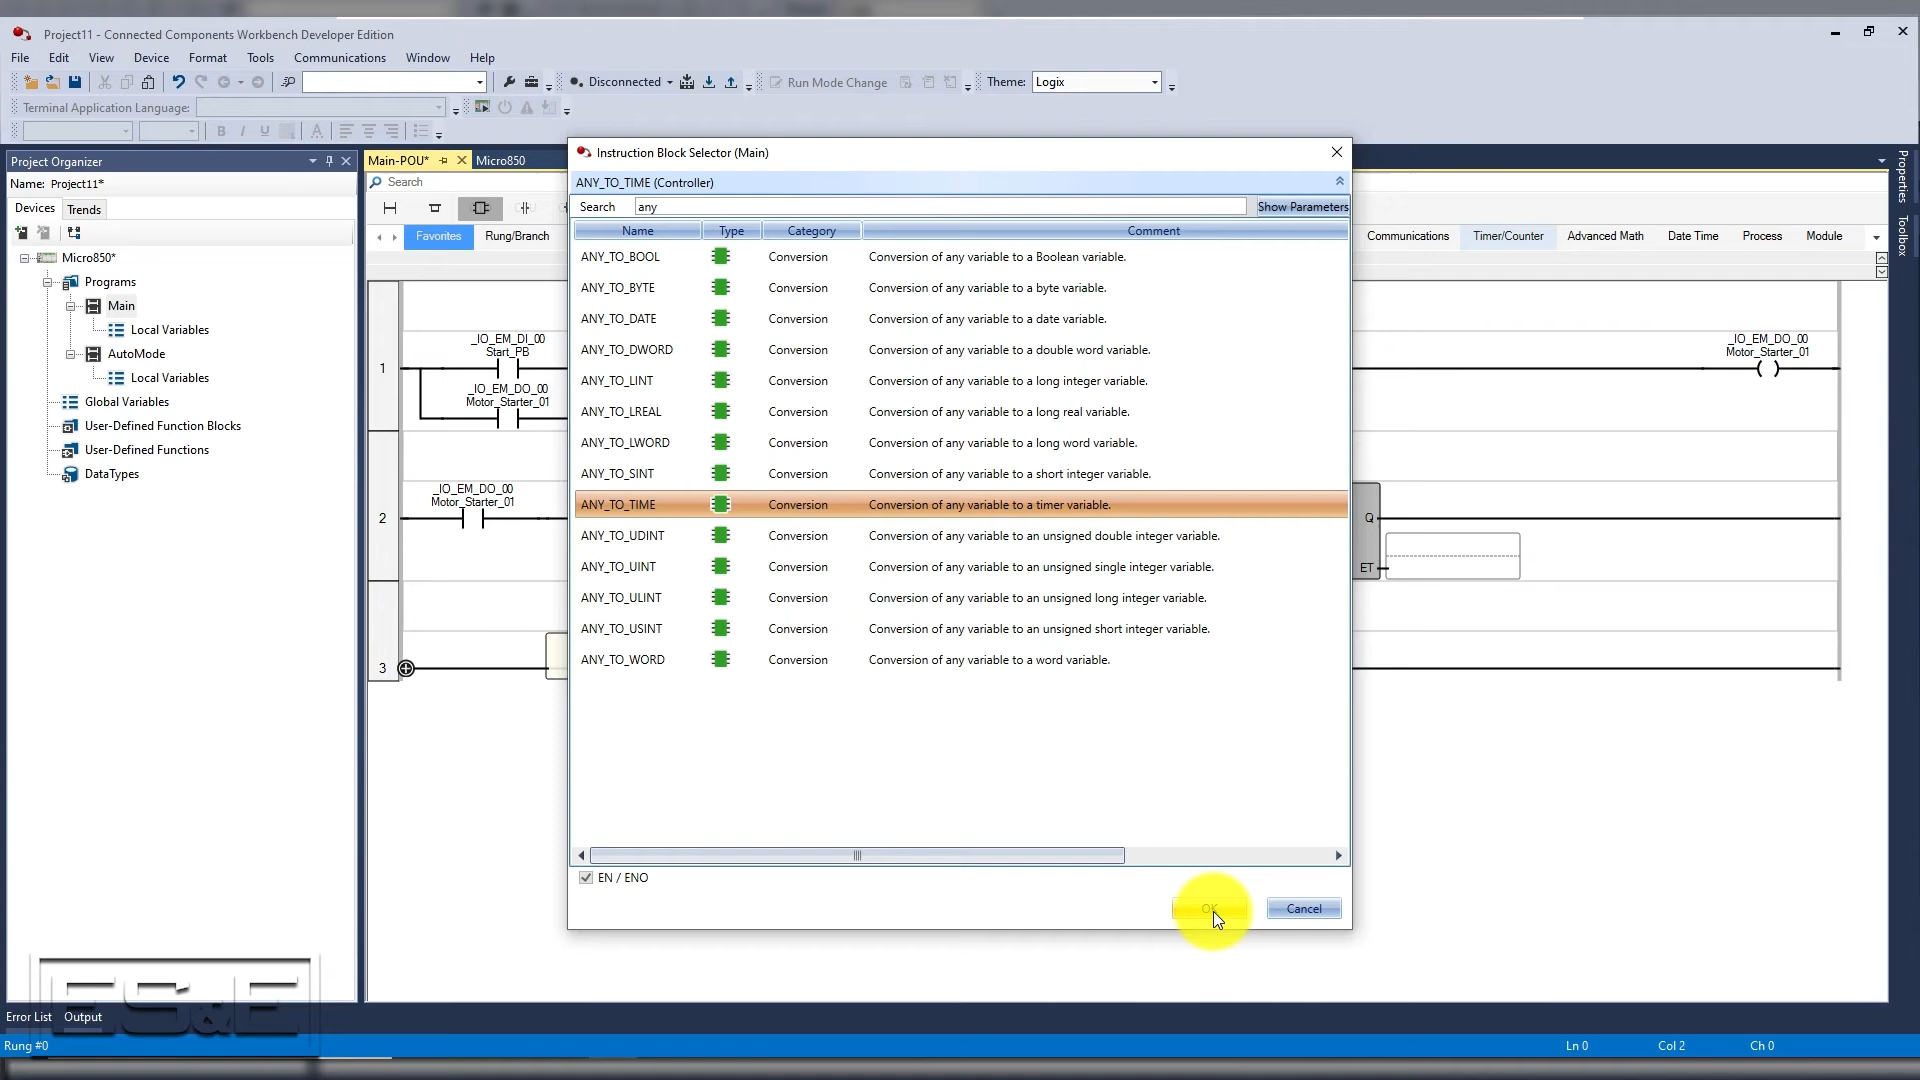 Project11 - Connected Components Workbench Developer Edition
File Edit View Device Format Tools Communications Window Help
Disconnected Run Mode Change Theme: Logix
Terminal Application Language:
B I U A
Project Organizer
Name: Project11*
Devices Trends
Micro850*
Programs
Main
Local Variables
AutoMode
Local Variables
Global Variables
User-Defined Function Blocks
User-Defined Functions
DataTypes
Main-POU* Micro850
Search
Favorites Rung/Branch
Communications Timer/Counter Advanced Math Date Time Process Module
Properties
Toolbox
1
_IO_EM_DI_00
Start_PB
_IO_EM_DO_00
Motor_Starter_01
_IO_EM_DO_00
Motor_Starter_01
2
_IO_EM_DO_00
Motor_Starter_01
Q
ET
3
Instruction Block Selector (Main)
ANY_TO_TIME (Controller)
Search any Show Parameters
Name Type Category Comment
ANY_TO_BOOL Conversion Conversion of any variable to a Boolean variable.
ANY_TO_BYTE Conversion Conversion of any variable to a byte variable.
ANY_TO_DATE Conversion Conversion of any variable to a date variable.
ANY_TO_DWORD Conversion Conversion of any variable to a double word variable.
ANY_TO_LINT Conversion Conversion of any variable to a long integer variable.
ANY_TO_LREAL Conversion Conversion of any variable to a long real variable.
ANY_TO_LWORD Conversion Conversion of any variable to a long word variable.
ANY_TO_SINT Conversion Conversion of any variable to a short integer variable.
ANY_TO_TIME Conversion Conversion of any variable to a timer variable.
ANY_TO_UDINT Conversion Conversion of any variable to an unsigned double integer variable.
ANY_TO_UINT Conversion Conversion of any variable to an unsigned single integer variable.
ANY_TO_ULINT Conversion Conversion of any variable to an unsigned long integer variable.
ANY_TO_USINT Conversion Conversion of any variable to an unsigned short integer variable.
ANY_TO_WORD Conversion Conversion of any variable to a word variable.
EN / ENO
OK Cancel
ES&E
Error List Output
Rung #0 Ln 0 Col 2 Ch 0